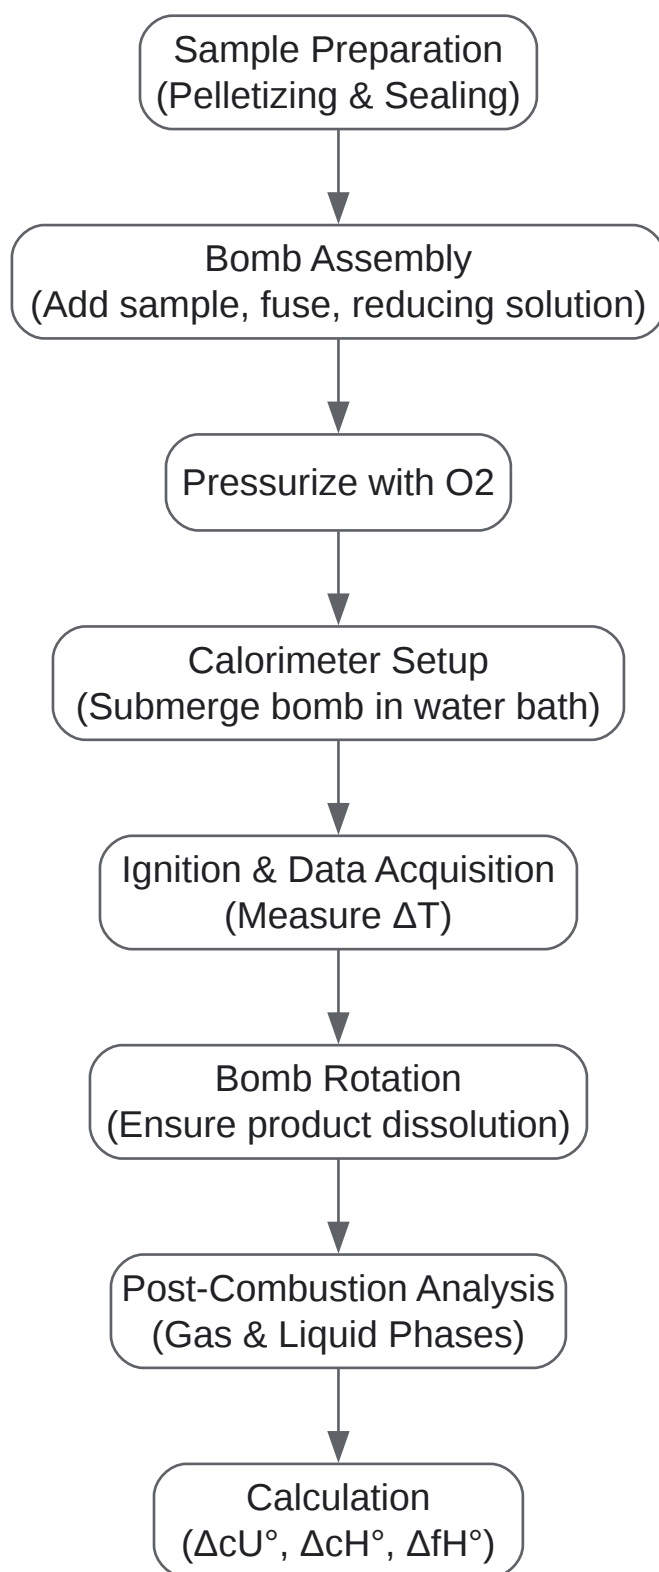 Sample Preparation
(Pelletizing & Sealing)
Bomb Assembly
(Add sample, fuse, reducing solution)
Pressurize with O2
Calorimeter Setup
(Submerge bomb in water bath)
Ignition & Data Acquisition
(Measure ΔT)
Bomb Rotation
(Ensure product dissolution)
Post-Combustion Analysis
(Gas & Liquid Phases)
Calculation
(ΔcU°, ΔcH°, ΔfH°)